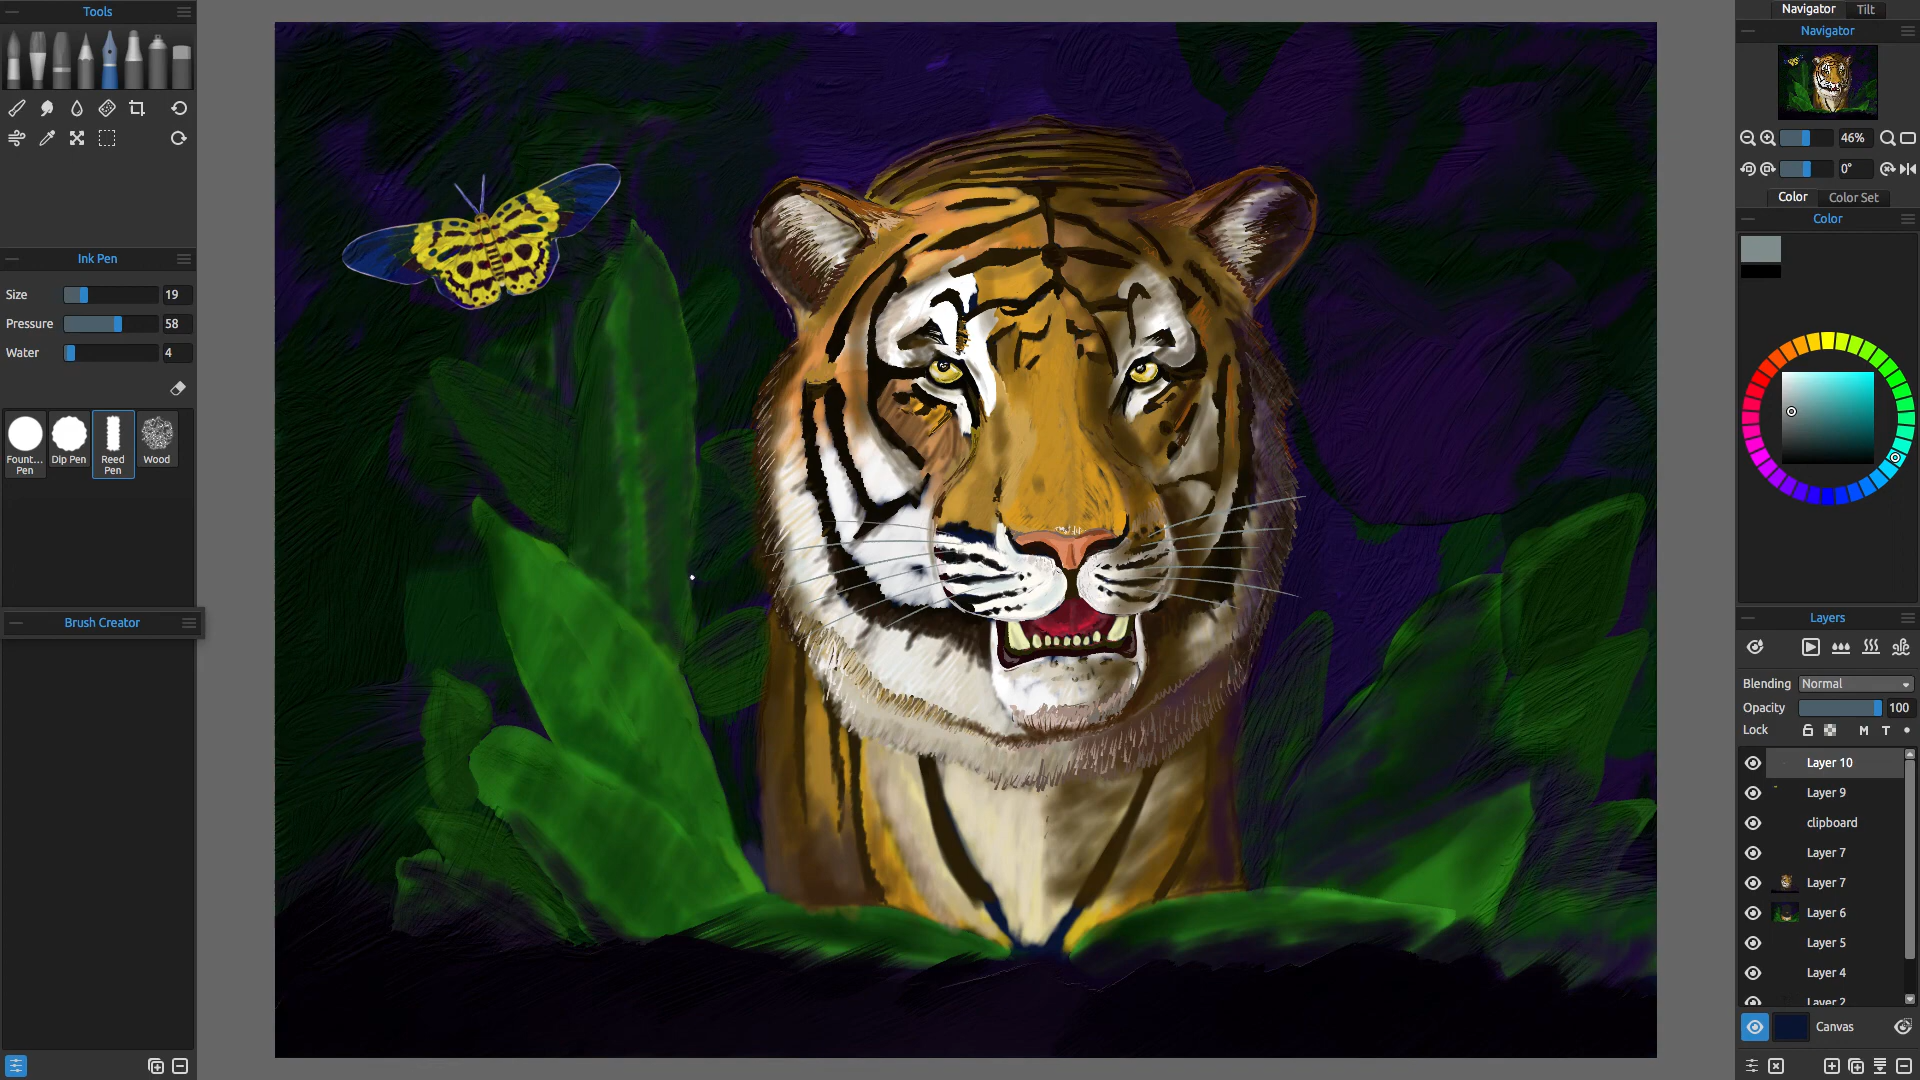 Tools
Ink Pen
Size 19
Pressure 58
Water 4
Fount... Pen
Dip Pen
Reed Pen
Wood
Brush Creator
Navigator Tilt
Navigator
46%
0°
Color Color Set
Color
Layers
Blending Normal
Opacity 100
Lock M T
Layer 10
Layer 9
clipboard
Layer 7
Layer 7
Layer 6
Layer 5
Layer 4
Layer 2
Canvas